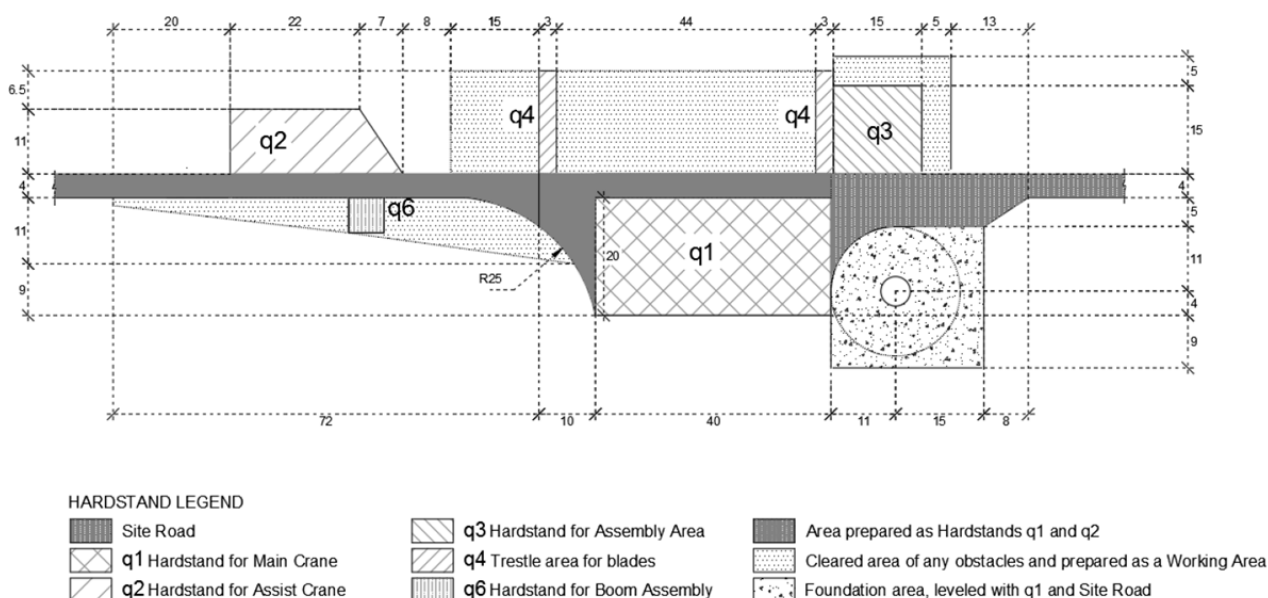 20 22 7 8 15 3 44 3 15 5 13
6.5
11
4
11
9
5
15
4
5
11
4
9
q2
q4
q4
q3
q6
q1
20
R25
72 10 40 11 15 8
HARDSTAND LEGEND
Site Road
q1 Hardstand for Main Crane
q2 Hardstand for Assist Crane
q3 Hardstand for Assembly Area
q4 Trestle area for blades
q6 Hardstand for Boom Assembly
Area prepared as Hardstands q1 and q2
Cleared area of any obstacles and prepared as a Working Area
Foundation area, leveled with q1 and Site Road